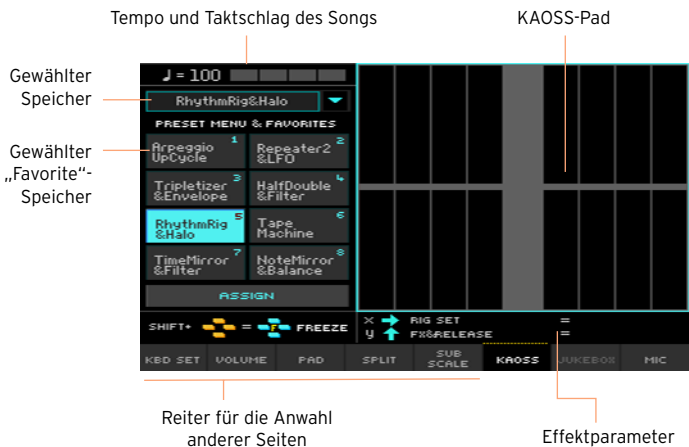 Tempo und Taktschlag des Songs
KAOSS-Pad
Gewählter
Speicher
Gewählter
„Favorite“-
Speicher
♩ = 100
RhythmRig&Halo
PRESET MENU & FAVORITES
Arpeggio UpCycle 1
Repeater2 &LFO 2
Tripletizer &Envelope 3
HalfDouble &Filter 4
RhythmRig &Halo 5
Tape Machine 6
TimeMirror &Filter 7
NoteMirror &Balance 8
ASSIGN
SHIFT+ = F FREEZE
X RIG SET =
y FX&RELEASE =
KBD SET VOLUME PAD SPLIT SUB SCALE KAOSS JUKEBOX MIC
Reiter für die Anwahl
anderer Seiten
Effektparameter